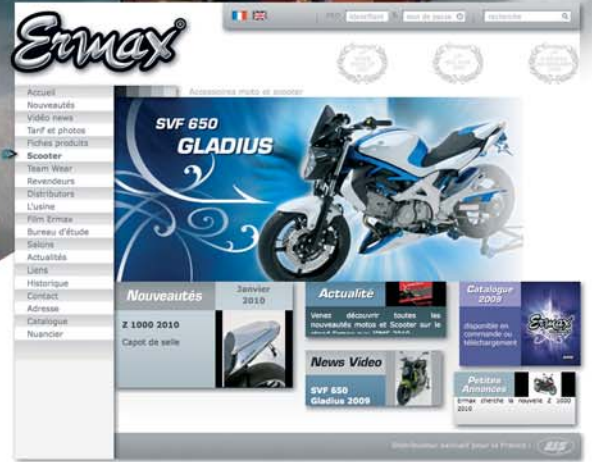 Ermax
PRO identifiant & mot de passe
recherche
Accueil
Nouveautés
Vidéo news
Tarif et photos
Fiches produits
Scooter
Team Wear
Revendeurs
Distributors
L'usine
Film Ermax
Bureau d'étude
Salons
Actualités
Liens
Historique
Contact
Adresse
Catalogue
Nuancier
Accessoires moto et scooter
SVF 650
GLADIUS
Nouveautés
Janvier
2010
Z 1000 2010
Capot de selle
Actualité
Venez découvrir toutes les
nouveautés motos et Scooter sur le
News Video
SVF 650
Gladius 2009
Catalogue
2009
disponible en
commande ou
téléchargement
Ermax
Petites
Annonces
Ermax cherche la nouvelle Z 1000
2010
Distributeur exclusif pour la France :